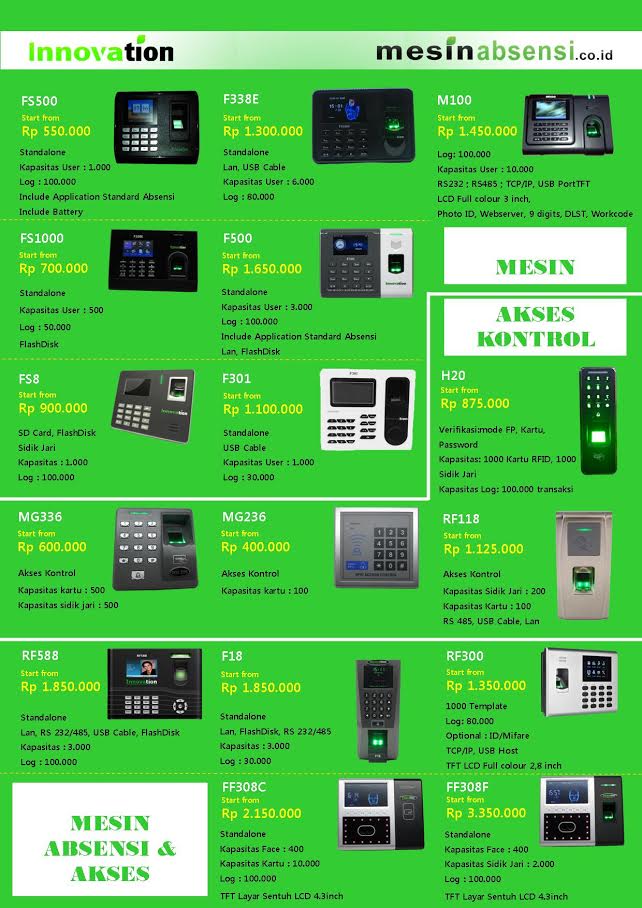 Innovation
mesinabsensi.co.id
FS500
Start from
Rp 550.000
Standalone
Kapasitas User : 1.000
Log : 100.000
Include Application Standard Absensi
Include Battery
F338E
Start from
Rp 1.300.000
Standalone
Lan, USB Cable
Kapasitas User : 6.000
Log : 80.000
M100
Start from
Rp 1.450.000
Log: 100.000
Kapasitas User : 10.000
RS232 ; RS485 ; TCP/IP, USB PortTFT
LCD Full colour 3 inch,
Photo ID, Webserver, 9 digits, DLST, Workcode
FS1000
Start from
Rp 700.000
Standalone
Kapasitas User : 500
Log : 50.000
FlashDisk
F500
Start from
Rp 1.650.000
Standalone
Kapasitas User : 3.000
Log : 100.000
Include Application Standard Absensi
Lan, FlashDisk
MESIN
AKSES
KONTROL
FS8
Start from
Rp 900.000
SD Card, FlashDisk
Sidik Jari
Kapasitas : 1.000
Log : 100.000
F301
Start from
Rp 1.100.000
Standalone
USB Cable
Kapasitas User : 1.000
Log : 30.000
H20
Start from
Rp 875.000
Verifikasi:mode FP, Kartu,
Password
Kapasitas: 1000 Kartu RFID, 1000
Sidik Jari
Kapasitas Log: 100.000 transaksi
MG336
Start from
Rp 600.000
Akses Kontrol
Kapasitas kartu : 500
Kapasitas sidik jari : 500
MG236
Start from
Rp 400.000
Akses Kontrol
Kapasitas kartu : 100
RF118
Start from
Rp 1.125.000
Akses Kontrol
Kapasitas Sidik Jari : 200
Kapasitas Kartu : 100
RS 485, USB Cable, Lan
RF588
Start from
Rp 1.850.000
Standalone
Lan, RS 232/485, USB Cable, FlashDisk
Kapasitas : 3.000
Log : 100.000
F18
Start from
Rp 1.850.000
Standalone
Lan, FlashDisk, RS 232/485
Kapasitas : 3.000
Log : 30.000
RF300
Start from
Rp 1.350.000
1000 Template
Log: 80.000
Optional : ID/Mifare
TCP/IP, USB Host
TFT LCD Full colour 2,8 inch
MESIN
ABSENSI &
AKSES
FF308C
Start from
Rp 2.150.000
Standalone
Kapasitas Face : 400
Kapasitas Kartu : 10.000
Log : 100.000
TFT Layar Sentuh LCD 4.3inch
FF308F
Start from
Rp 3.350.000
Standalone
Kapasitas Face : 400
Kapasitas Sidik Jari : 2.000
Log : 100.000
TFT Layar Sentuh LCD 4.3inch